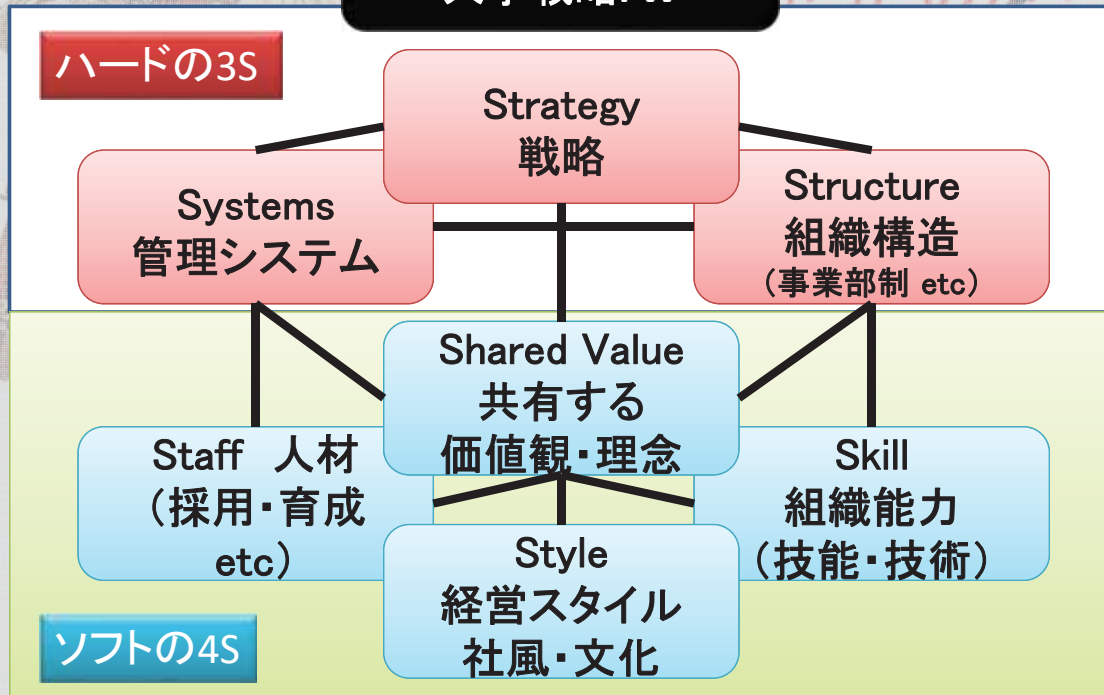 ハードの3S
Strategy
戦略
Systems
管理システム
Structure
組織構造
（事業部制 etc）
Shared Value
共有する
価値観・理念
Staff　人材
（採用・育成
etc）
Skill
組織能力
（技能・技術）
Style
経営スタイル
社風・文化
ソフトの4S